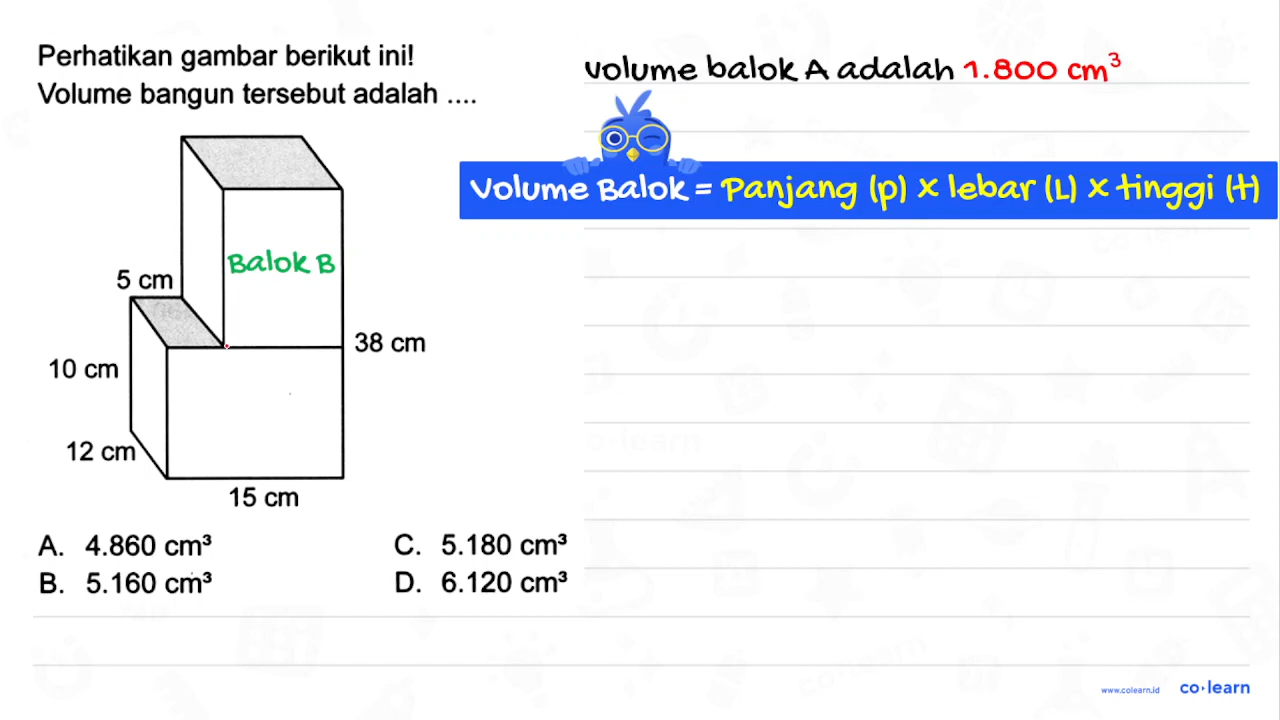 Perhatikan gambar berikut ini!
Volume bangun tersebut adalah ....
volume balok A adalah 1.800 cm³
Volume Balok = Panjang (p) x lebar (L) x tinggi (t)
Balok B
5 cm
38 cm
10 cm
12 cm
15 cm
A. 4.860 cm³
C. 5.180 cm³
B. 5.160 cm³
D. 6.120 cm³
www.colearn.id
co·learn